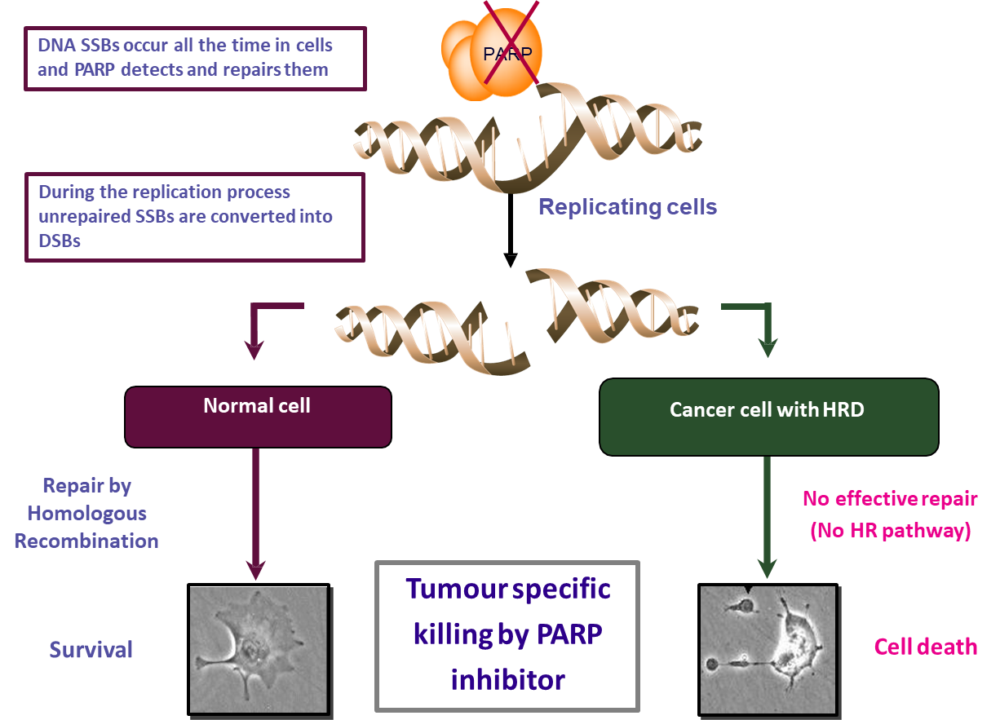 DNA SSBs occur all the time in cells
and PARP detects and repairs them
PARP
During the replication process
unrepaired SSBs are converted into
DSBs
Replicating cells
Normal cell
Cancer cell with HRD
Repair by
Homologous
Recombination
No effective repair
(No HR pathway)
Tumour specific
killing by PARP
inhibitor
Survival
Cell death